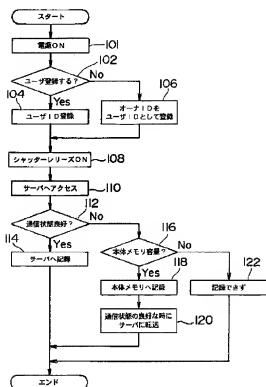 スタート
電源ON
101
ユーザ登録する?
102
No
Yes
104
ユーザID登録
106
オーナIDを
ユーザIDとして登録
シャッターレリーズON
108
サーバへアクセス
110
通信状態良好?
112
No
Yes
114
サーバへ記録
本体メモリ容量?
116
No
Yes
118
本体メモリへ記録
122
記録できず
通信状態の良好な時に
サーバに転送
120
エンド